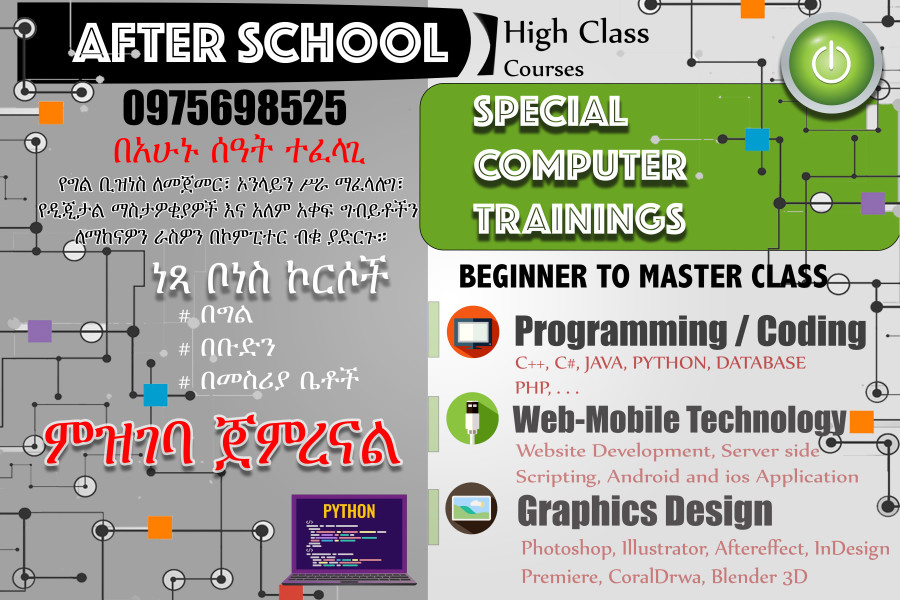 AFTER SCHOOL
High Class
Courses
0975698525
በአሁኑ ሰዓት ተፈላጊ
የግል ቢዝነስ ለመጀመር፣ ኦንላይን ሥራ ማፈላለግ፣
የዲጂታል ማስታዎቂያዎች እና አለም አቀፍ ግብይቶችን
ለማከናዎን ራስዎን በኮምፒተር ብቁ ያድርጉ።
ነጻ ቦነስ ኮርሶች
# በግል
# በቡድን
# በመስሪያ ቤቶች
ምዝገባ ጀምረናል
PYTHON
SPECIAL
COMPUTER
TRAININGS
BEGINNER TO MASTER CLASS
Programming / Coding
C++, C#, JAVA, PYTHON, DATABASE
PHP, . . .
Web-Mobile Technology
Website Development, Server side
Scripting, Android and ios Application
Graphics Design
Photoshop, Illustrator, Aftereffect, InDesign
Premiere, CoralDrwa, Blender 3D